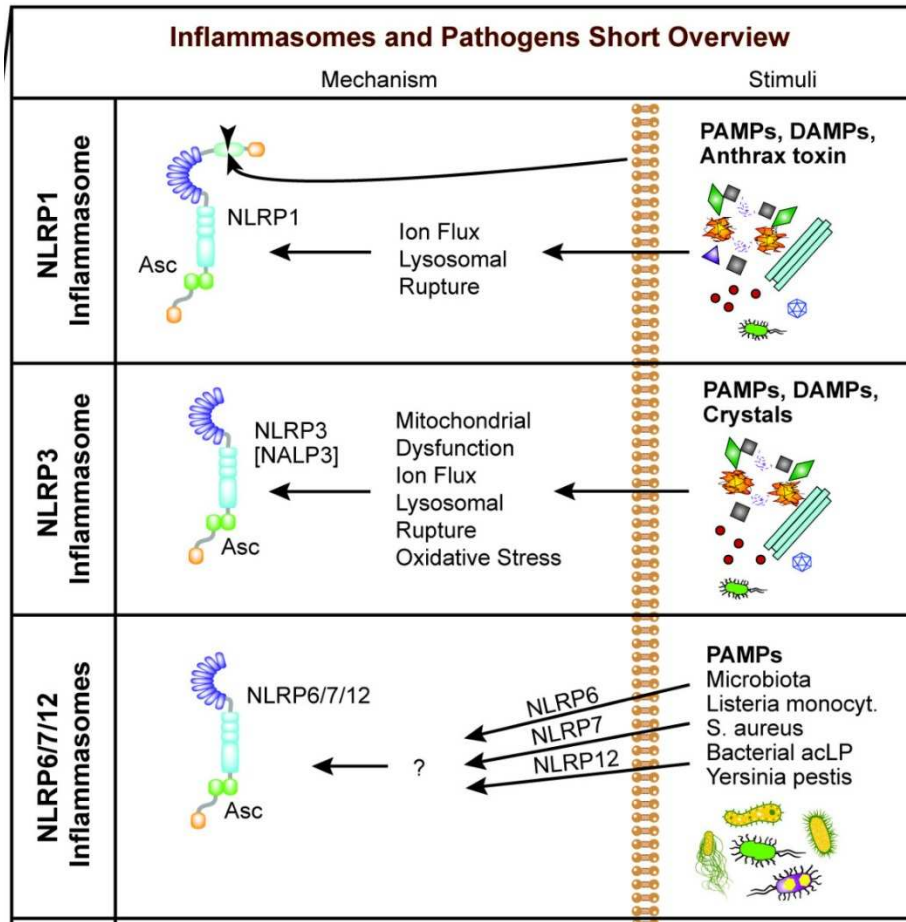 Inflammasomes and Pathogens Short Overview
Mechanism
Stimuli
NLRP1
Inflammasome
NLRP1
Asc
Ion Flux
Lysosomal
Rupture
PAMPs, DAMPs,
Anthrax toxin
NLRP3
Inflammasome
NLRP3
[NALP3]
Asc
Mitochondrial
Dysfunction
Ion Flux
Lysosomal
Rupture
Oxidative Stress
PAMPs, DAMPs,
Crystals
NLRP6/7/12
Inflammasomes
NLRP6/7/12
Asc
?
NLRP6
NLRP7
NLRP12
PAMPs
Microbiota
Listeria monocyt.
S. aureus
Bacterial acLP
Yersinia pestis